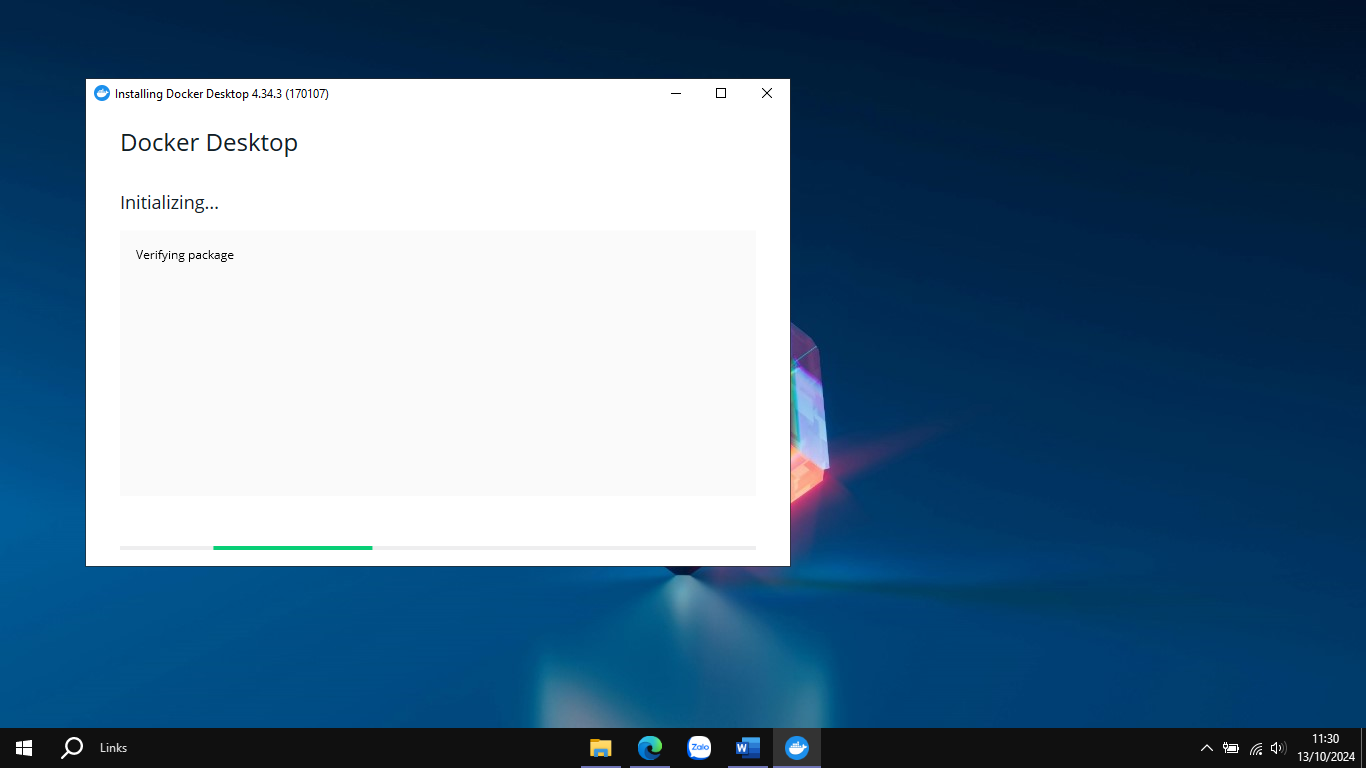 Installing Docker Desktop 4.34.3 (170107)
Docker Desktop
Initializing...
Verifying package
Links
Zalo
W
11:30
13/10/2024